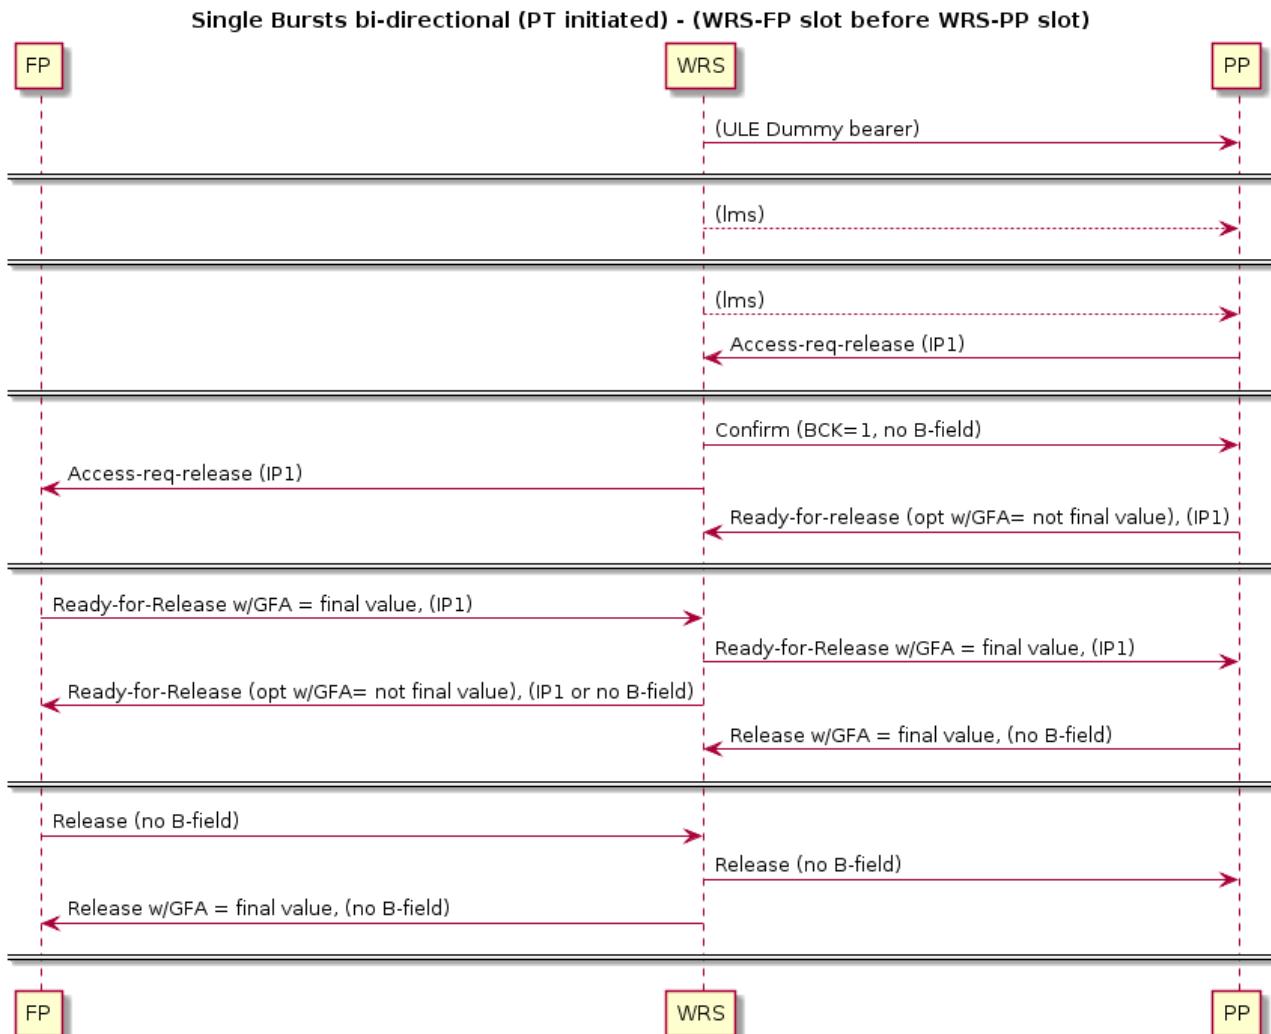 Single Bursts bi-directional (PT initiated) - (WRS-FP slot before WRS-PP slot)
FP WRS PP
(ULE Dummy bearer)
(lms)
(lms)
Access-req-release (IP1)
Confirm (BCK=1, no B-field)
Access-req-release (IP1)
Ready-for-release (opt w/GFA= not final value), (IP1)
Ready-for-Release w/GFA = final value, (IP1)
Ready-for-Release w/GFA = final value, (IP1)
Ready-for-Release (opt w/GFA= not final value), (IP1 or no B-field)
Release w/GFA = final value, (no B-field)
Release (no B-field)
Release (no B-field)
Release w/GFA = final value, (no B-field)
FP WRS PP